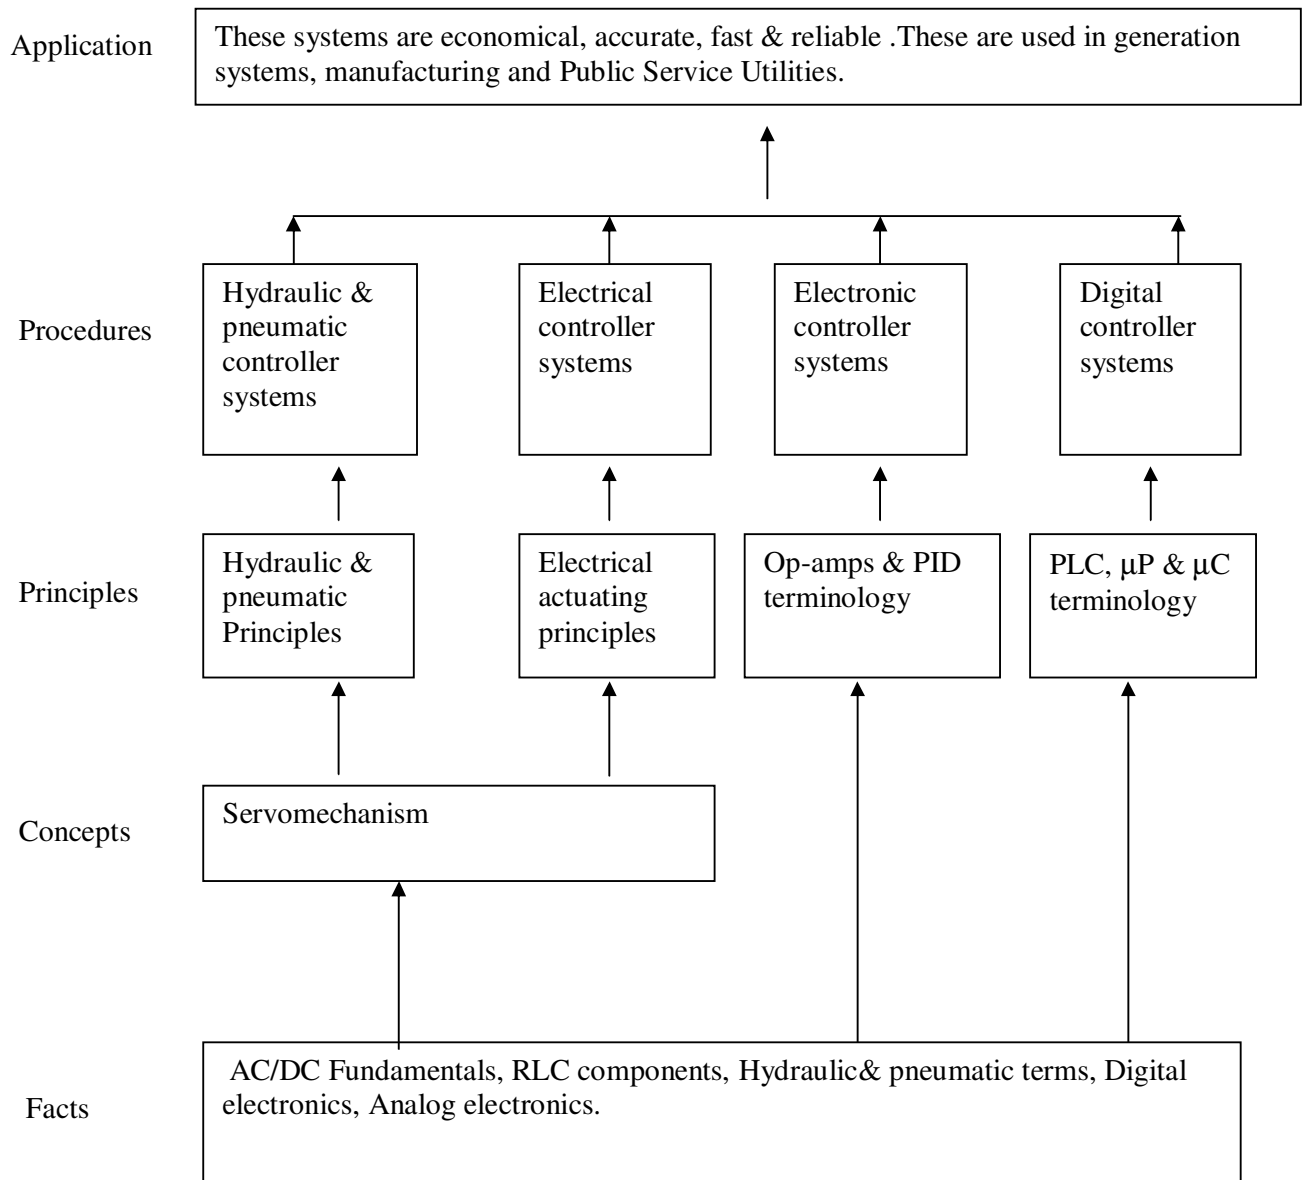 Application
These systems are economical, accurate, fast & reliable .These are used in generation
systems, manufacturing and Public Service Utilities.
Procedures
Hydraulic &
pneumatic
controller
systems
Electrical
controller
systems
Electronic
controller
systems
Digital
controller
systems
Principles
Hydraulic &
pneumatic
Principles
Electrical
actuating
principles
Op-amps & PID
terminology
PLC, μP & μC
terminology
Concepts
Servomechanism
Facts
AC/DC Fundamentals, RLC components, Hydraulic& pneumatic terms, Digital
electronics, Analog electronics.